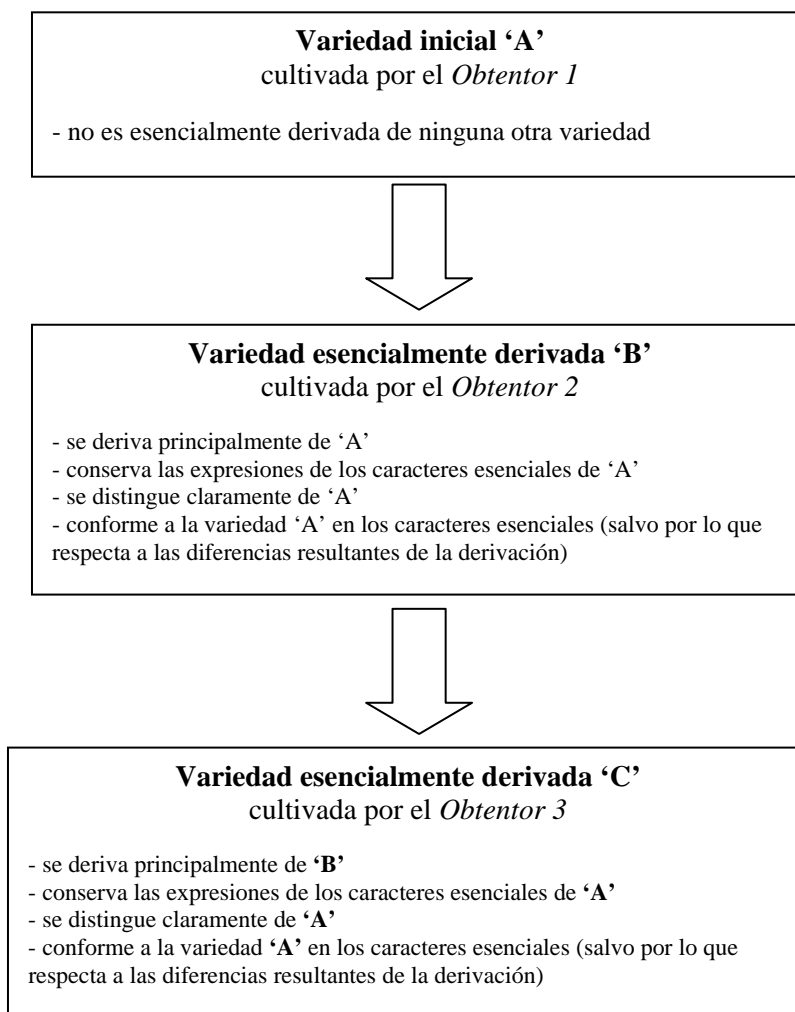 Variedad inicial ‘A’
cultivada por el Obtentor 1
- no es esencialmente derivada de ninguna otra variedad
Variedad esencialmente derivada ‘B’
cultivada por el Obtentor 2
- se deriva principalmente de ‘A’
- conserva las expresiones de los caracteres esenciales de ‘A’
- se distingue claramente de ‘A’
- conforme a la variedad ‘A’ en los caracteres esenciales (salvo por lo que
respecta a las diferencias resultantes de la derivación)
Variedad esencialmente derivada ‘C’
cultivada por el Obtentor 3
- se deriva principalmente de ‘B’
- conserva las expresiones de los caracteres esenciales de ‘A’
- se distingue claramente de ‘A’
- conforme a la variedad ‘A’ en los caracteres esenciales (salvo por lo que
respecta a las diferencias resultantes de la derivación)